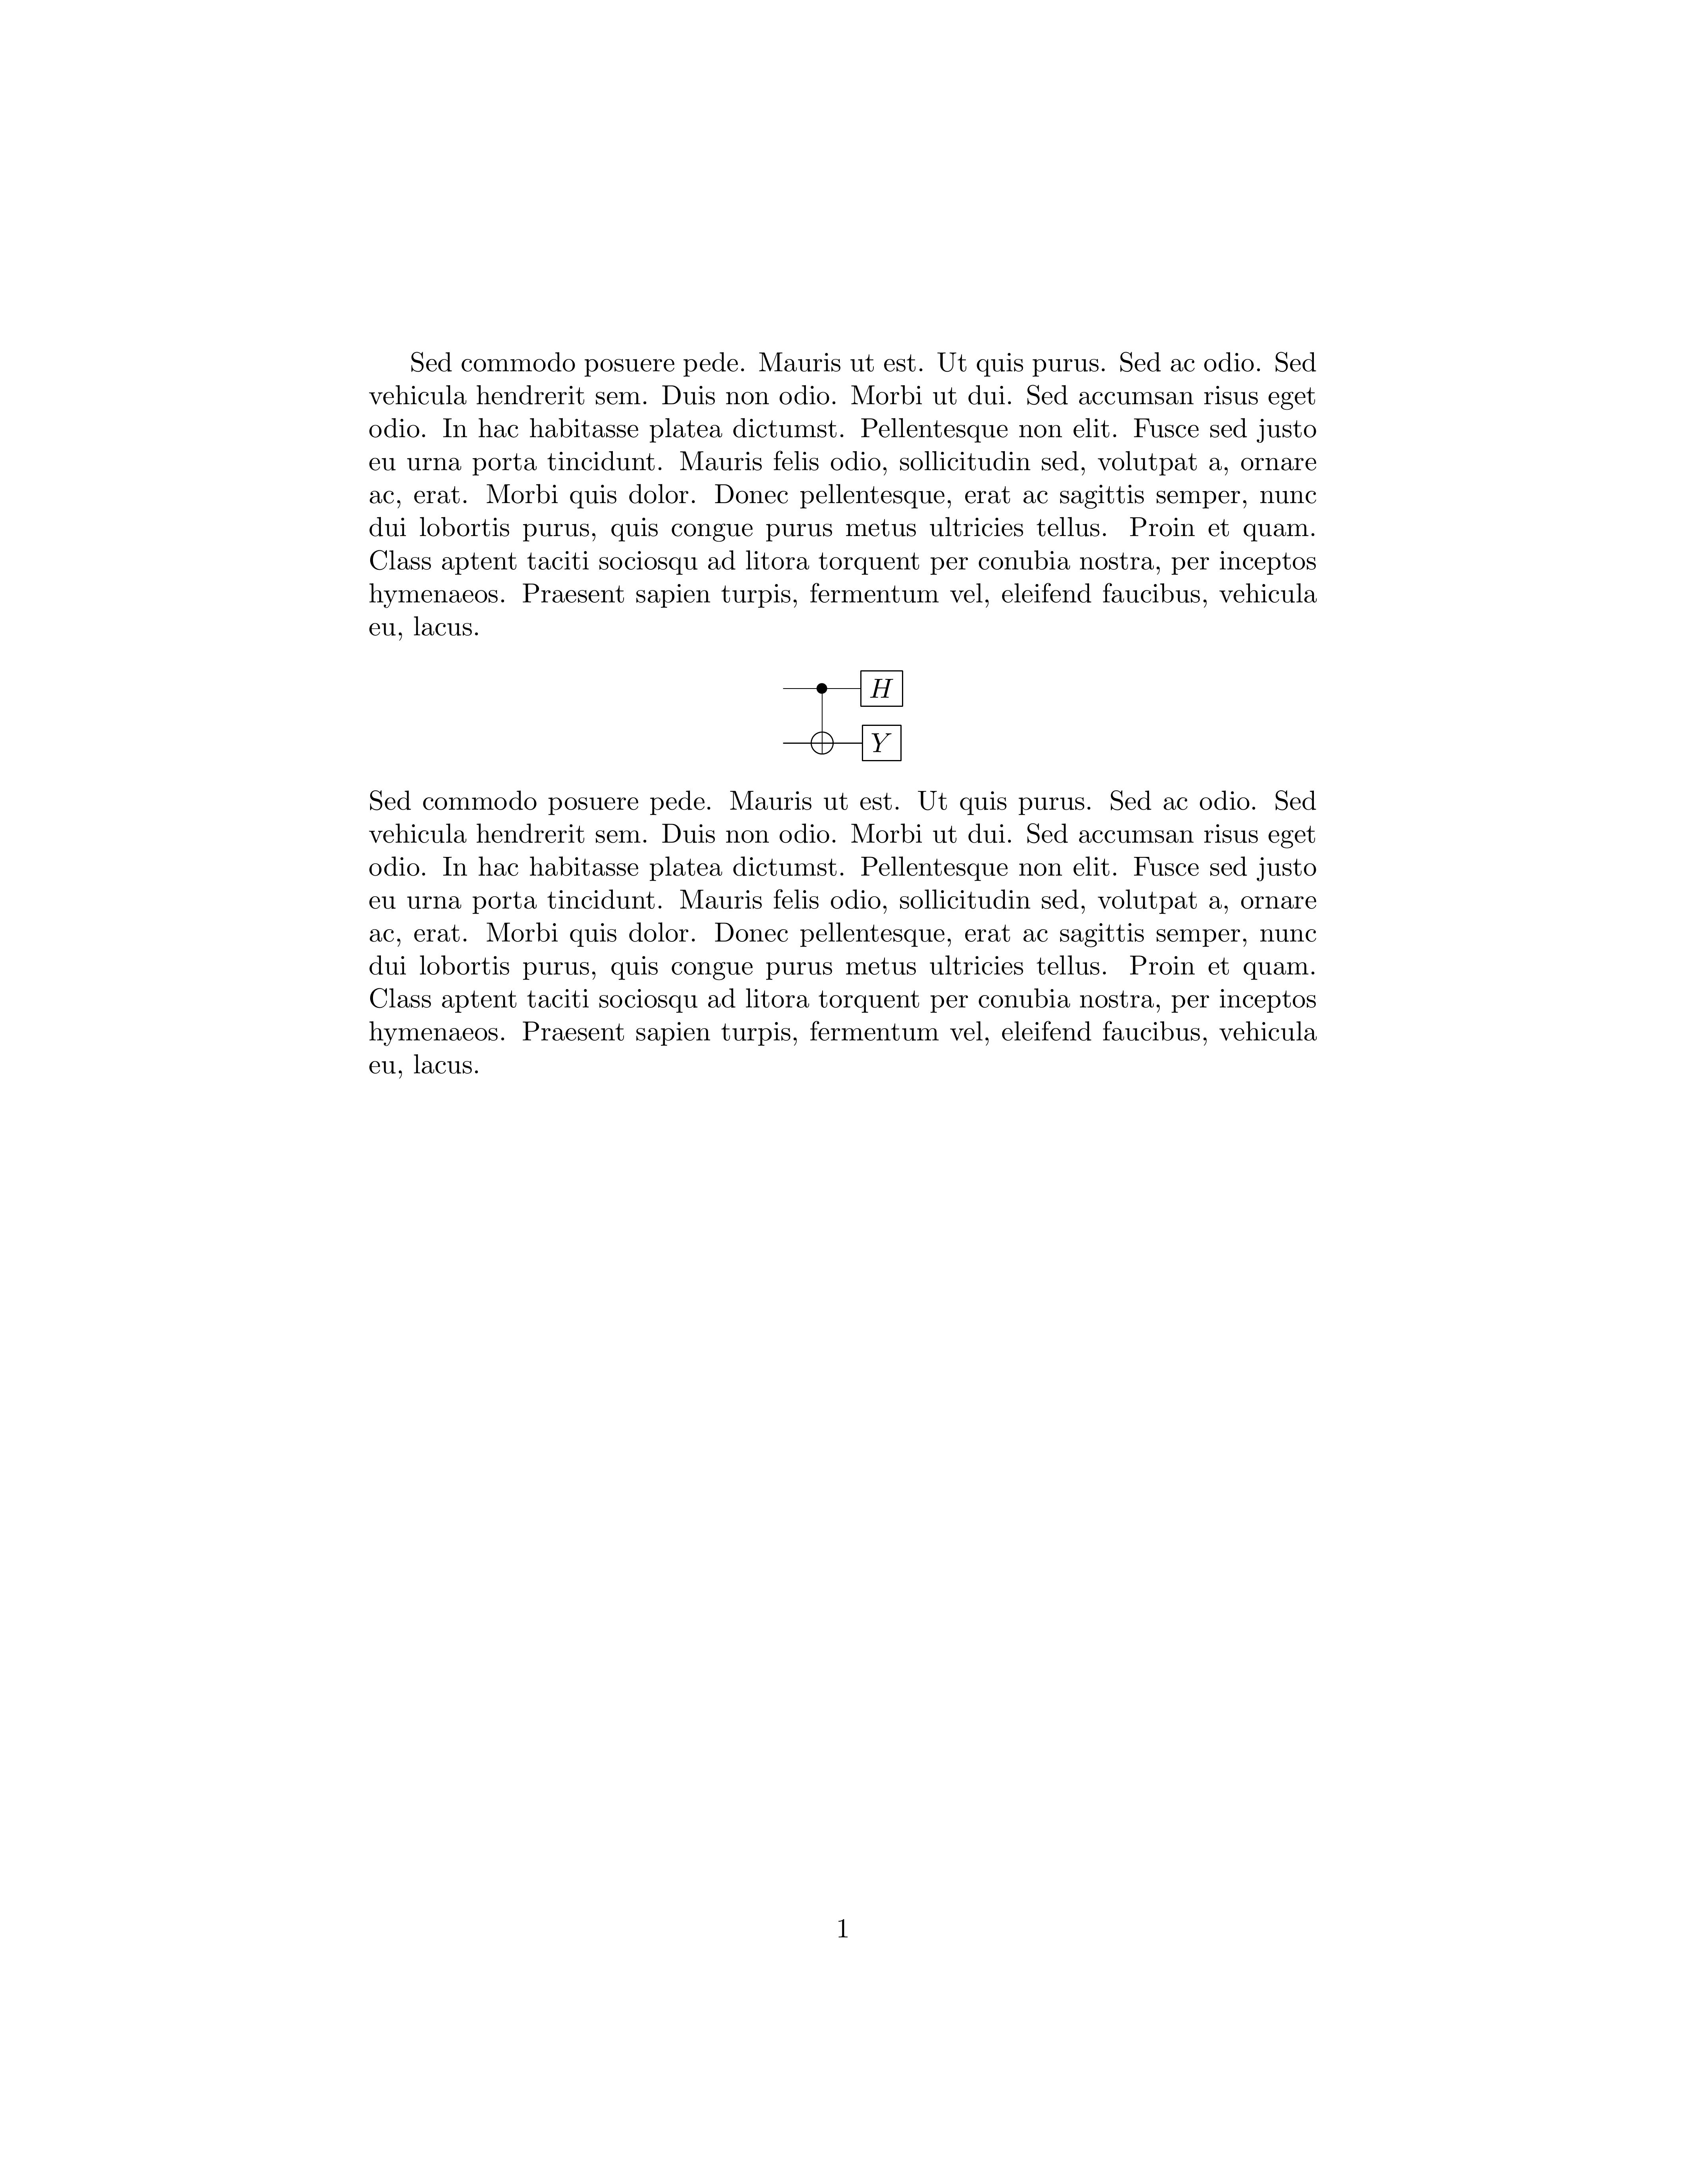 Sed commodo posuere pede. Mauris ut est. Ut quis purus. Sed ac odio. Sed
vehicula hendrerit sem. Duis non odio. Morbi ut dui. Sed accumsan risus eget
odio. In hac habitasse platea dictumst. Pellentesque non elit. Fusce sed justo
eu urna porta tincidunt. Mauris felis odio, sollicitudin sed, volutpat a, ornare
ac, erat. Morbi quis dolor. Donec pellentesque, erat ac sagittis semper, nunc
dui lobortis purus, quis congue purus metus ultricies tellus. Proin et quam.
Class aptent taciti sociosqu ad litora torquent per conubia nostra, per inceptos
hymenaeos. Praesent sapien turpis, fermentum vel, eleifend faucibus, vehicula
eu, lacus.
H
Y
Sed commodo posuere pede. Mauris ut est. Ut quis purus. Sed ac odio. Sed
vehicula hendrerit sem. Duis non odio. Morbi ut dui. Sed accumsan risus eget
odio. In hac habitasse platea dictumst. Pellentesque non elit. Fusce sed justo
eu urna porta tincidunt. Mauris felis odio, sollicitudin sed, volutpat a, ornare
ac, erat. Morbi quis dolor. Donec pellentesque, erat ac sagittis semper, nunc
dui lobortis purus, quis congue purus metus ultricies tellus. Proin et quam.
Class aptent taciti sociosqu ad litora torquent per conubia nostra, per inceptos
hymenaeos. Praesent sapien turpis, fermentum vel, eleifend faucibus, vehicula
eu, lacus.
1